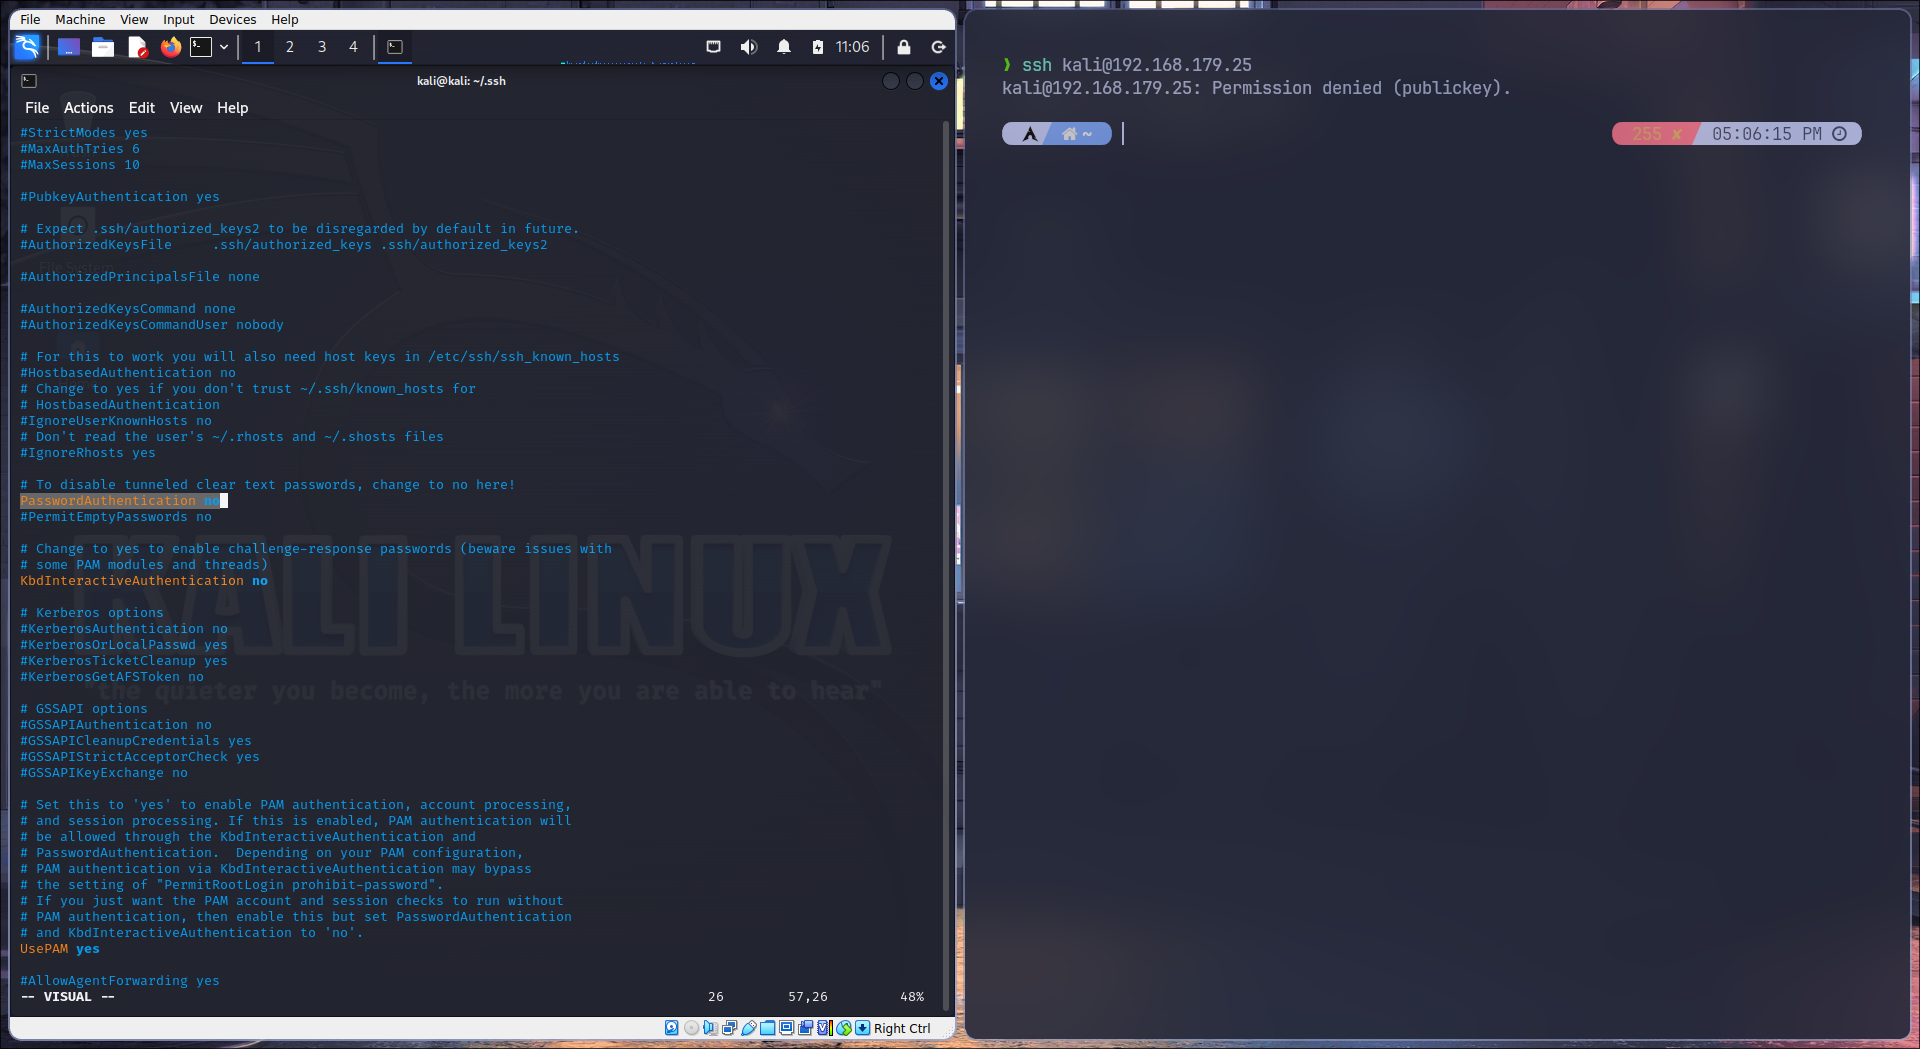 File Machine View Input Devices Help
1 2 3 4 11:06
kali@kali: ~/.ssh
File Actions Edit View Help
#StrictModes yes
#MaxAuthTries 6
#MaxSessions 10
#PubkeyAuthentication yes
# Expect .ssh/authorized_keys2 to be disregarded by default in future.
#AuthorizedKeysFile .ssh/authorized_keys .ssh/authorized_keys2
#AuthorizedPrincipalsFile none
#AuthorizedKeysCommand none
#AuthorizedKeysCommandUser nobody
# For this to work you will also need host keys in /etc/ssh/ssh_known_hosts
#HostbasedAuthentication no
# Change to yes if you don't trust ~/.ssh/known_hosts for
# HostbasedAuthentication
#IgnoreUserKnownHosts no
# Don't read the user's ~/.rhosts and ~/.shosts files
#IgnoreRhosts yes
# To disable tunneled clear text passwords, change to no here!
PasswordAuthentication no
#PermitEmptyPasswords no
# Change to yes to enable challenge-response passwords (beware issues with
# some PAM modules and threads)
KbdInteractiveAuthentication no
# Kerberos options
#KerberosAuthentication no
#KerberosOrLocalPasswd yes
#KerberosTicketCleanup yes
#KerberosGetAFSToken no
# GSSAPI options
#GSSAPIAuthentication no
#GSSAPICleanupCredentials yes
#GSSAPIStrictAcceptorCheck yes
#GSSAPIKeyExchange no
# Set this to 'yes' to enable PAM authentication, account processing,
# and session processing. If this is enabled, PAM authentication will
# be allowed through the KbdInteractiveAuthentication and
# PasswordAuthentication.  Depending on your PAM configuration,
# PAM authentication via KbdInteractiveAuthentication may bypass
# the setting of "PermitRootLogin prohibit-password".
# If you just want the PAM account and session checks to run without
# PAM authentication, then enable this but set PasswordAuthentication
# and KbdInteractiveAuthentication to 'no'.
UsePAM yes
#AllowAgentForwarding yes
-- VISUAL -- 26 57,26 48%
KALI LINUX
"the quieter you become, the more you are able to hear"
Right Ctrl
❯ ssh kali@192.168.179.25
kali@192.168.179.25: Permission denied (publickey).
~ 255 ✘ 05:06:15 PM